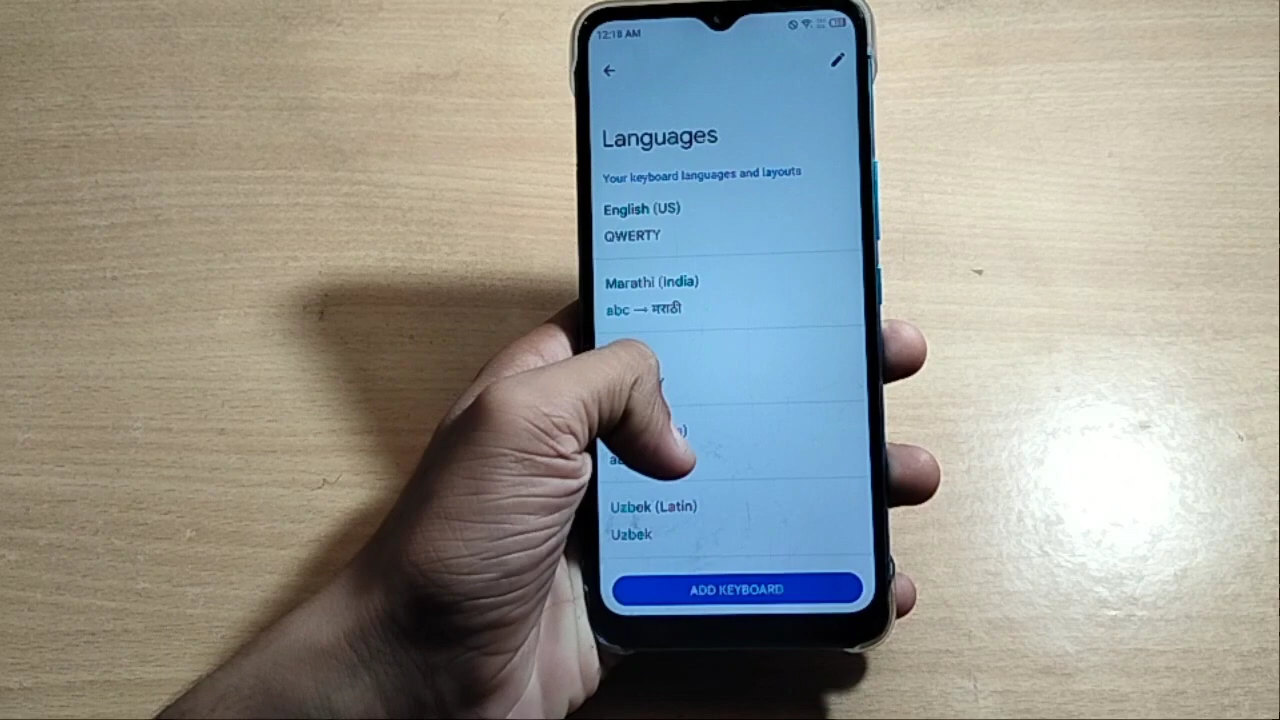 12:18 AM
Languages
Your keyboard languages and layouts
English (US)
QWERTY
Marathi (India)
abc → मराठी
Uzbek (Latin)
Uzbek
ADD KEYBOARD